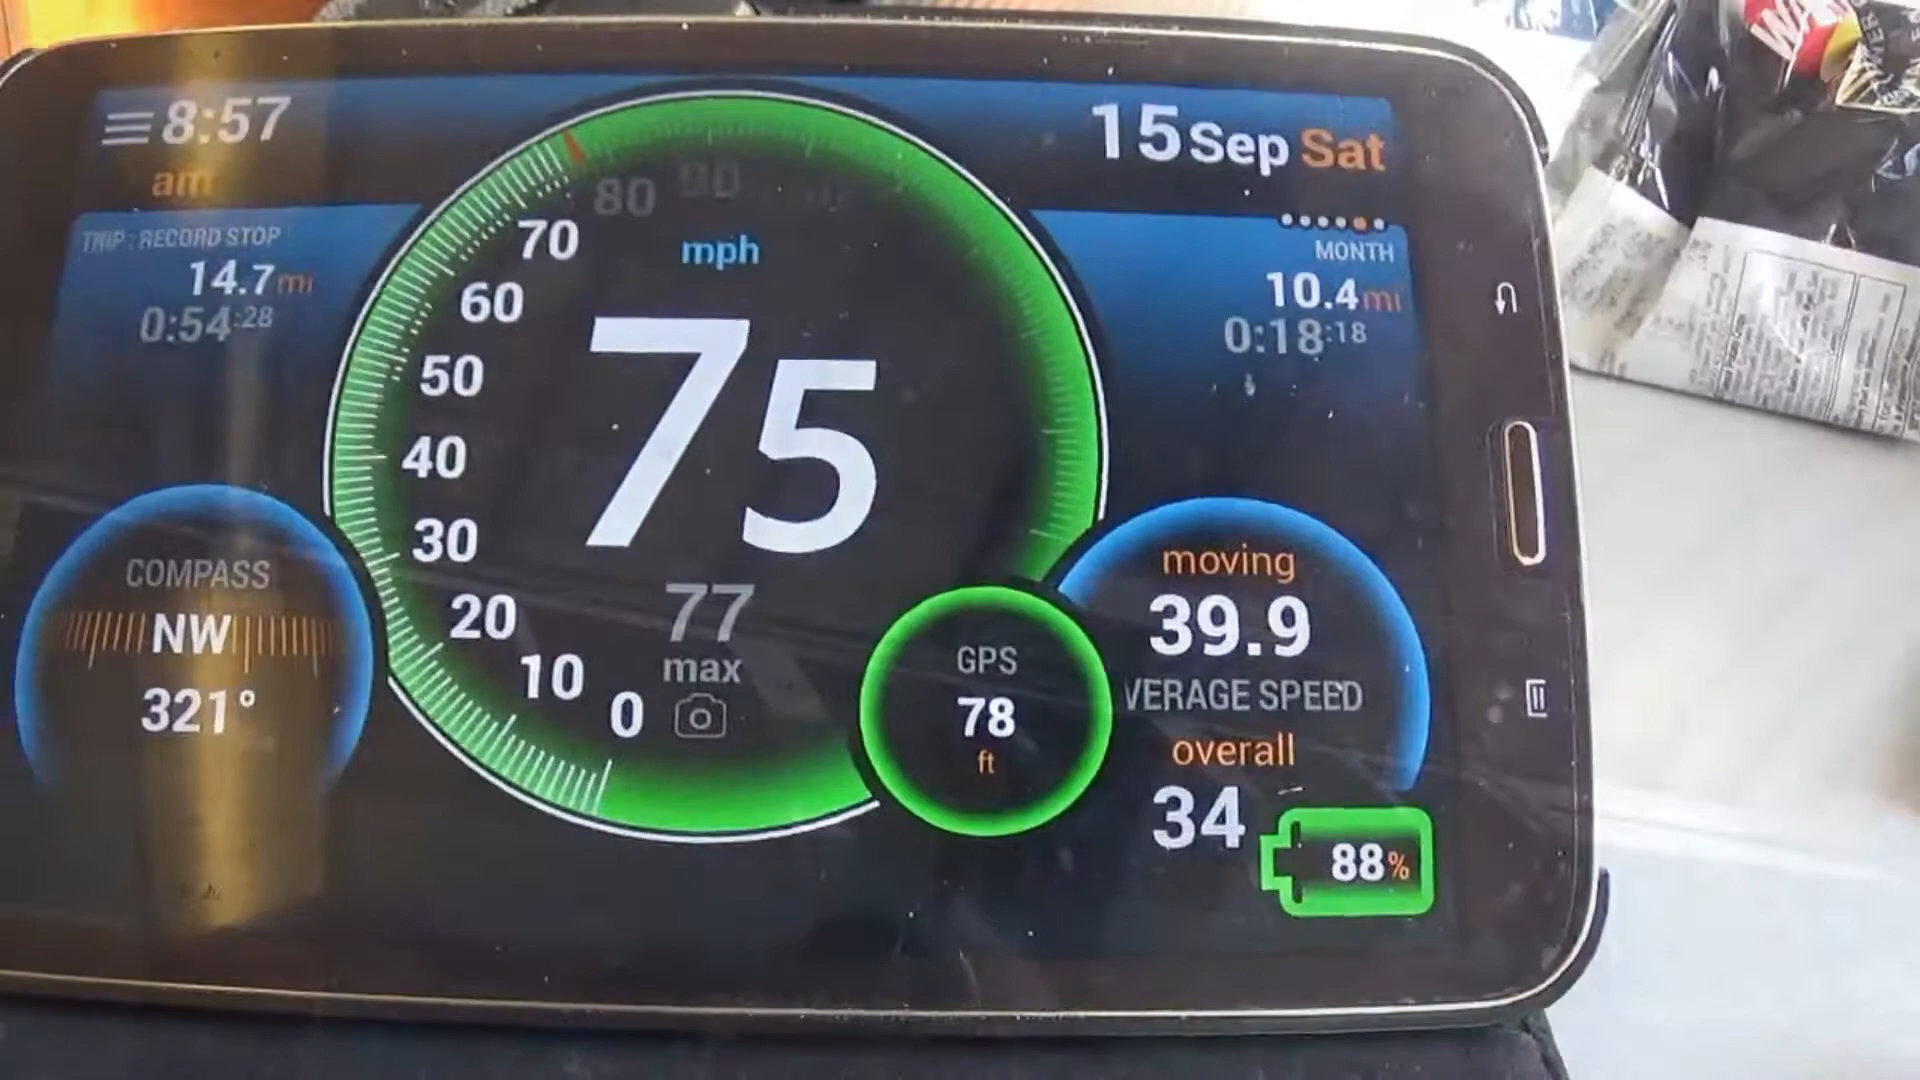 8:57
am
15 Sep Sat
TRIP : RECORD STOP
14.7 mi
0:54:28
MONTH
10.4 mi
0:18:18
90
80
70
60
50
40
30
20
10
0
mph
75
77
max
COMPASS
NW
321°
GPS
78
ft
moving
39.9
VERAGE SPEED
overall
34
88%